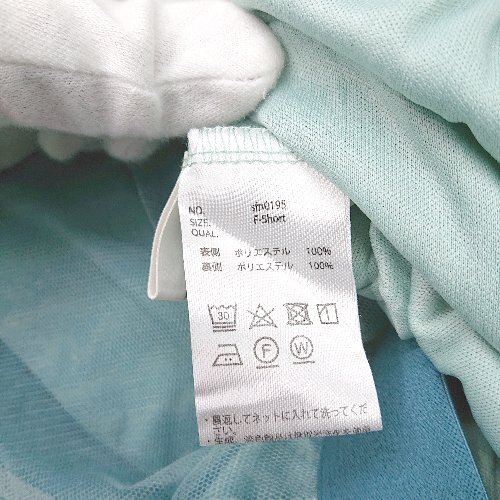 NO. sfn0195
SIZE. F-Short
QUAL.
表側 ポリエステル 100%
裏側 ポリエステル 100%
30 1
F W
・裏返してネットに入れて洗ってくだ